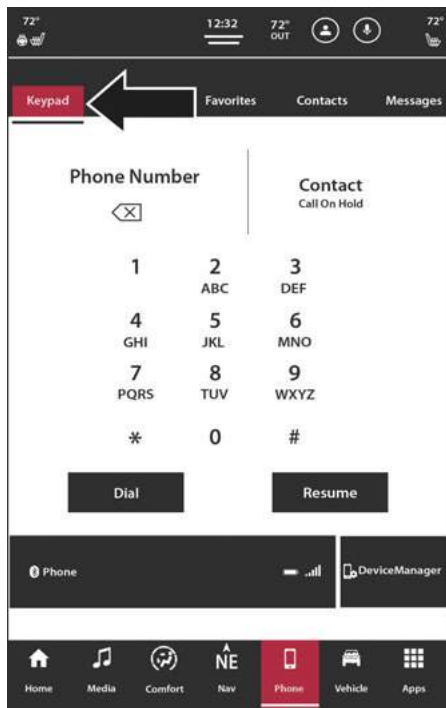 72°
12:32
72°
OUT
72°
Keypad
Favorites
Contacts
Messages
Phone Number
Contact
Call On Hold
1 2 3
ABC DEF
4 5 6
GHI JKL MNO
7 8 9
PQRS TUV WXYZ
* 0 #
Dial
Resume
Phone
DeviceManager
NE
Home Media Comfort Nav Phone Vehicle Apps